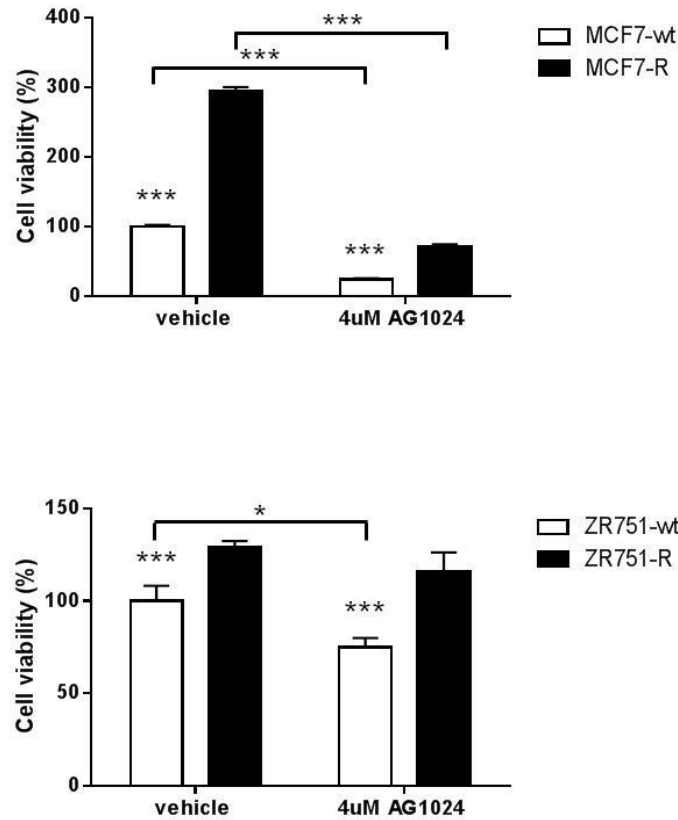 400
300
200
100
0
Cell viability (%)
***
***
***
***
MCF7-wt
MCF7-R
vehicle
4uM AG1024
150
100
50
0
Cell viability (%)
*
***
***
ZR751-wt
ZR751-R
vehicle
4uM AG1024